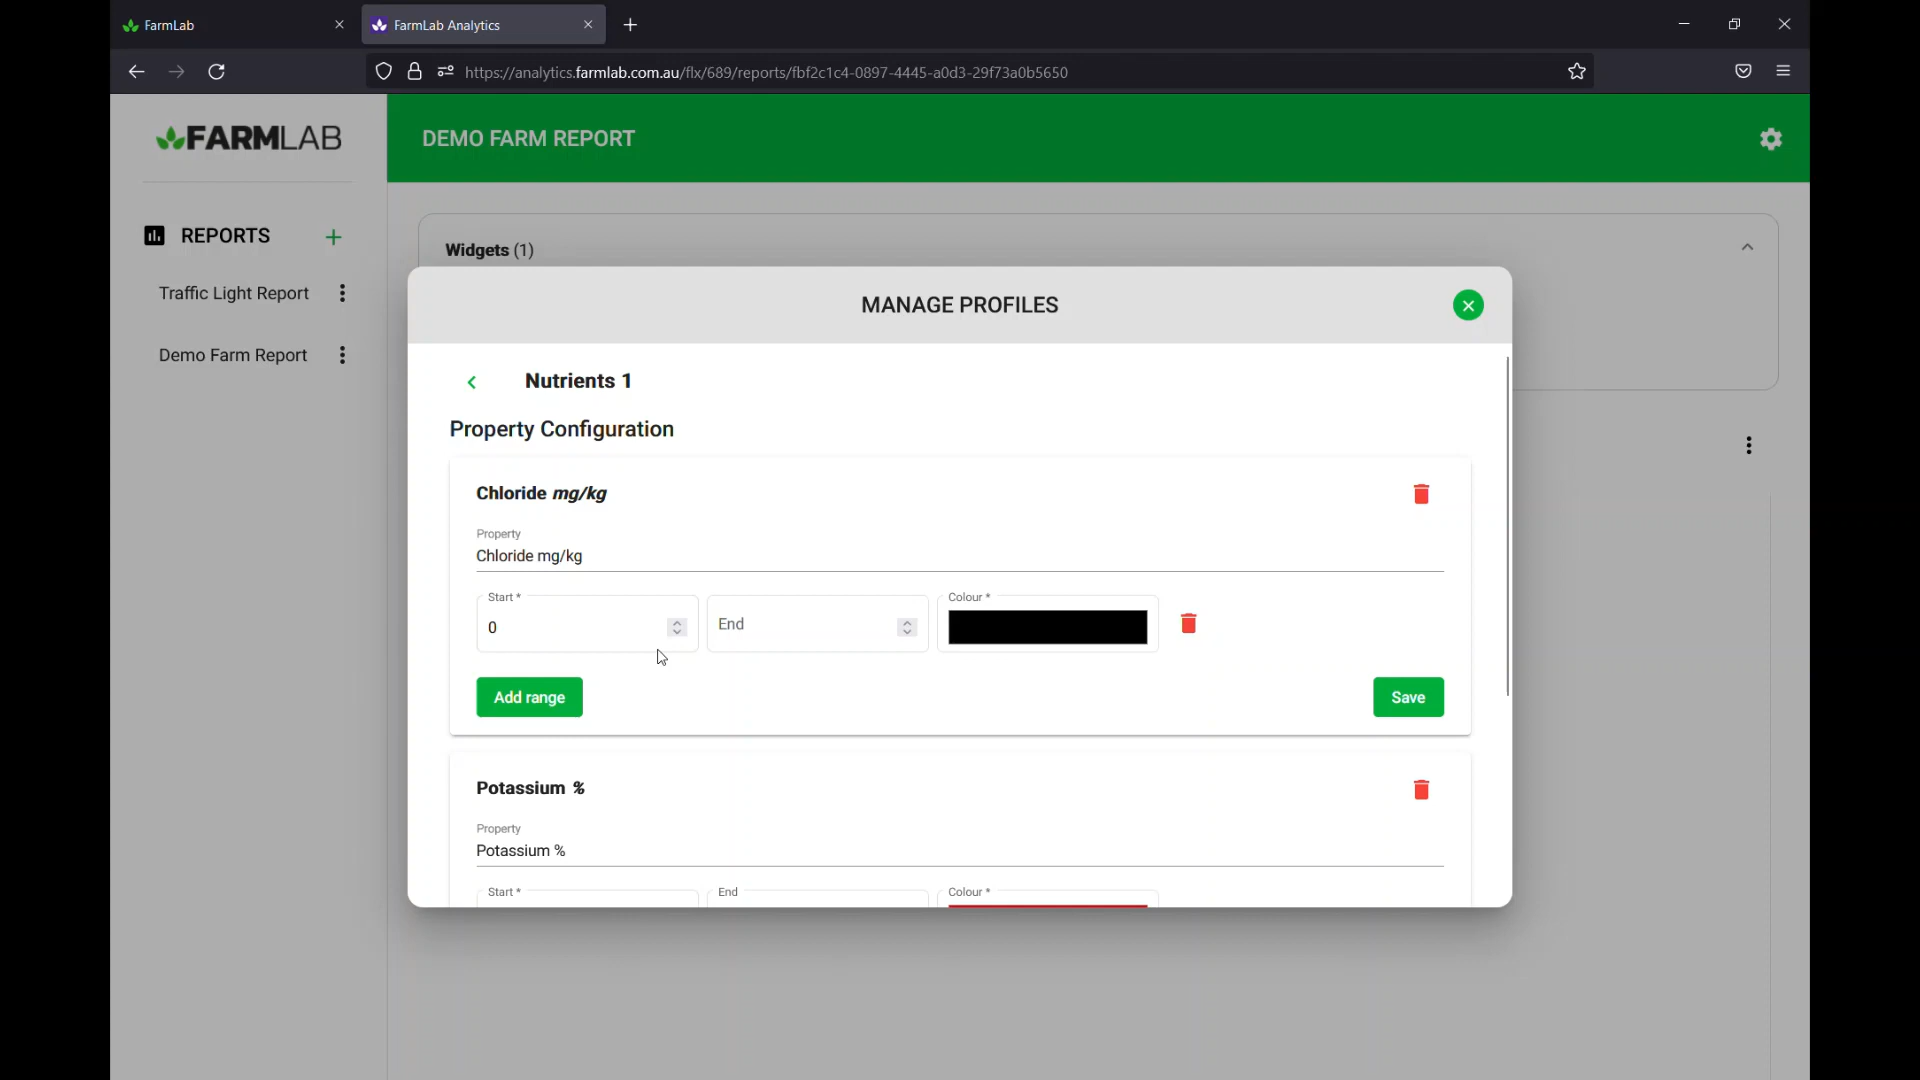 FarmLab
FarmLab Analytics
https://analytics.farmlab.com.au/flx/689/reports/fbf2c1c4-0897-4445-a0d3-29f73a0b5650
FARMLAB
DEMO FARM REPORT
REPORTS
Traffic Light Report
Demo Farm Report
Widgets (1)
MANAGE PROFILES
Nutrients 1
Property Configuration
Chloride mg/kg
Property
Chloride mg/kg
Start *
0
End
Colour *
Add range
Save
Potassium %
Property
Potassium %
Start *
End
Colour *